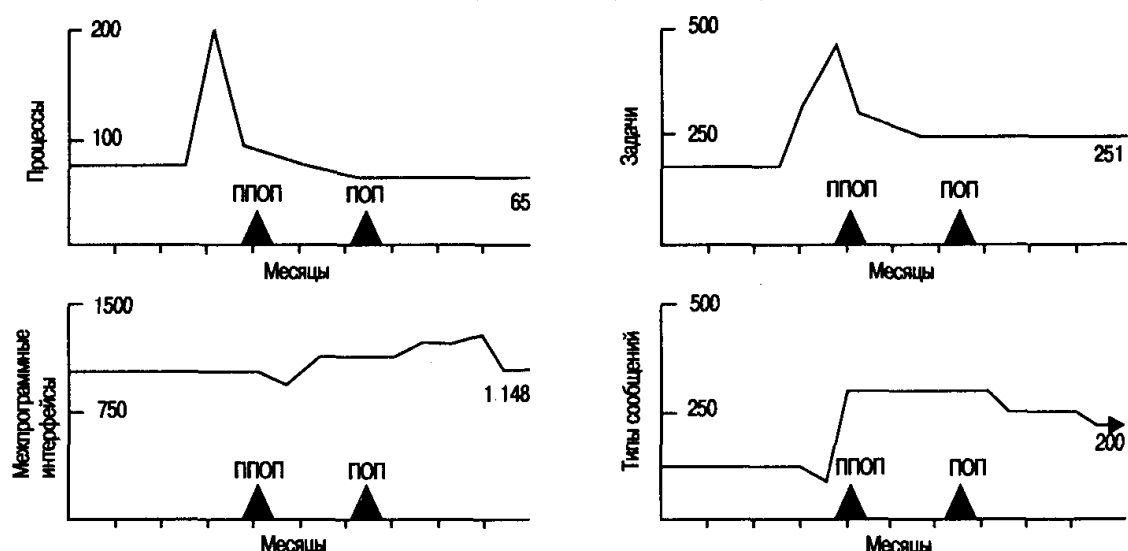 200
100
Процессы
ППОП
ПОП
65
Месяцы
500
250
Задачи
ППОП
ПОП
251
Месяцы
1500
750
Межпрограммные
интерфейсы
ППОП
ПОП
1.148
Месяцы
500
250
Типы сообщений
ППОП
ПОП
200
Месяцы